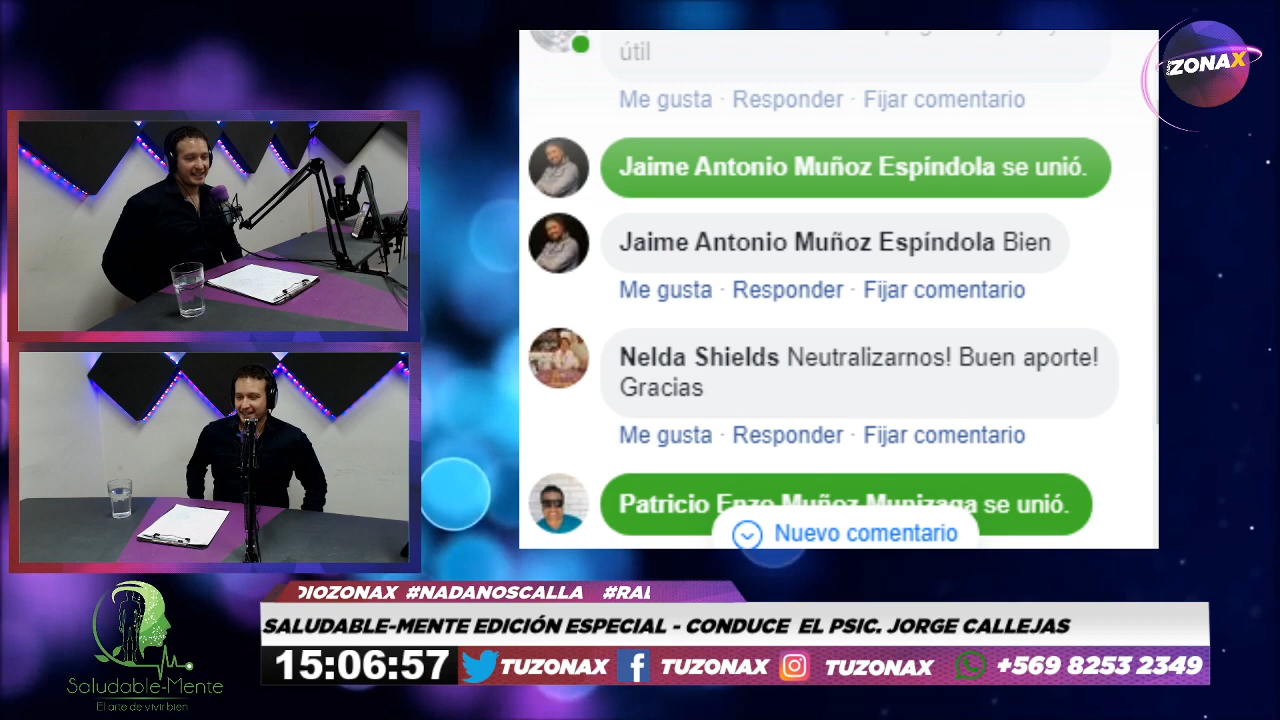 útil
Me gusta · Responder · Fijar comentario
ZONAX
Jaime Antonio Muñoz Espíndola se unió.
Jaime Antonio Muñoz Espíndola Bien
Me gusta · Responder · Fijar comentario
Nelda Shields Neutralizarnos! Buen aporte!
Gracias
Me gusta · Responder · Fijar comentario
Patricio Enzo Muñoz Munizaga se unió.
Nuevo comentario
DIOZONAX #NADANOSCALLA #RAD
SALUDABLE-MENTE EDICIÓN ESPECIAL - CONDUCE EL PSIC. JORGE CALLEJAS
15:06:57 TUZONAX TUZONAX TUZONAX +569 8253 2349
Saludable-Mente
El arte de vivir bien